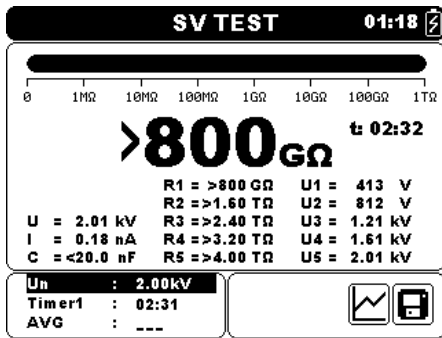 SV TEST 01:18
0 1MΩ 10MΩ 100MΩ 1GΩ 10GΩ 100GΩ 1TΩ
>800GΩ t: 02:32
R1 = >800 GΩ U1 = 413 V
R2 =>1.60 TΩ U2 = 812 V
U = 2.01 kV R3 =>2.40 TΩ U3 = 1.21 kV
I = 0.18 nA R4 =>3.20 TΩ U4 = 1.61 kV
C =<20.0 nF R5 =>4.00 TΩ U5 = 2.01 kV
Un : 2.00kV
Timer1 : 02:31
AVG : ---